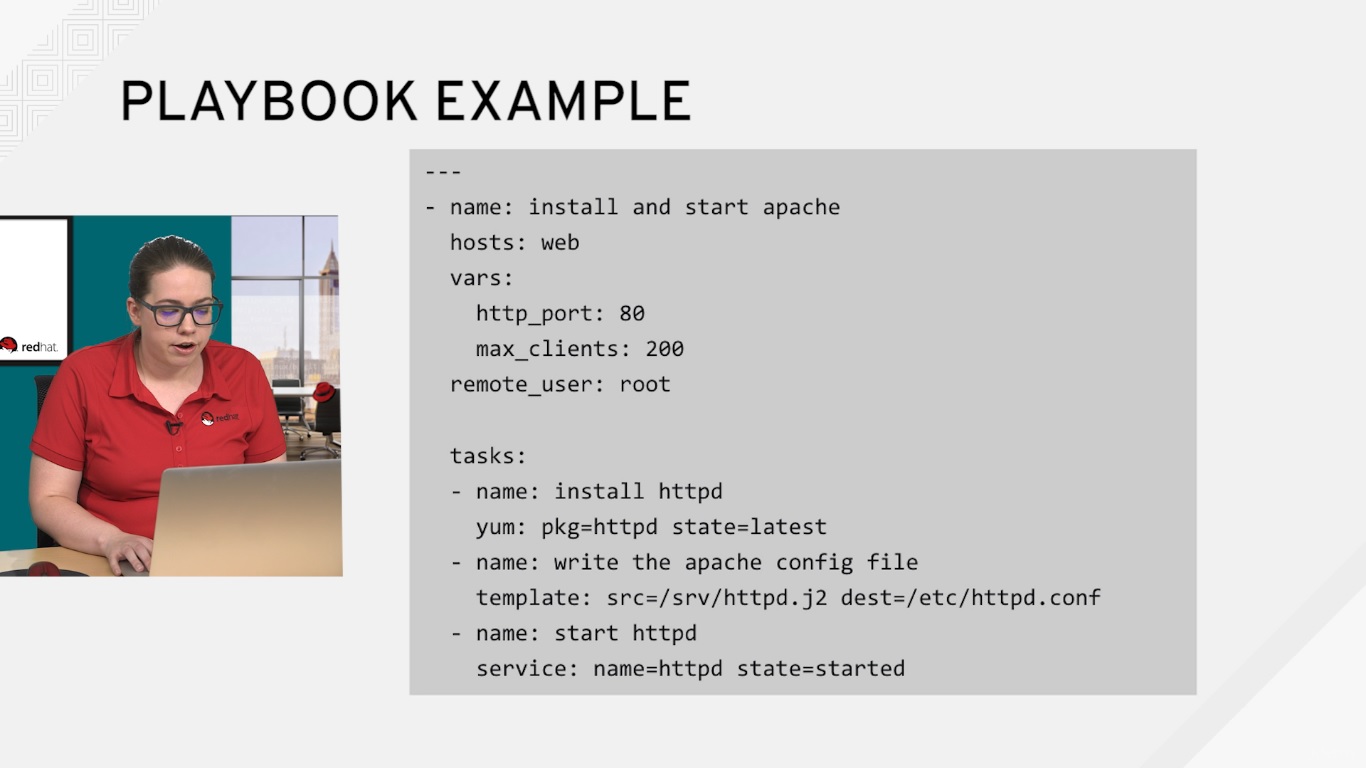 PLAYBOOK EXAMPLE
---
- name: install and start apache
  hosts: web
  vars:
    http_port: 80
    max_clients: 200
  remote_user: root
  tasks:
  - name: install httpd
    yum: pkg=httpd state=latest
  - name: write the apache config file
    template: src=/srv/httpd.j2 dest=/etc/httpd.conf
  - name: start httpd
    service: name=httpd state=started
redhat.
redhat